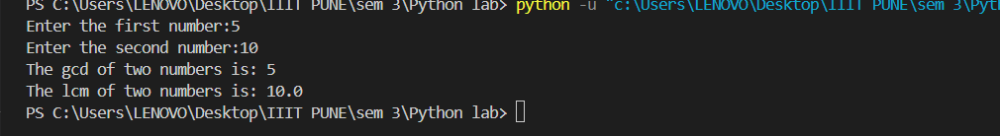 PS C:\Users\LENOVO\Desktop\IIIT PUNE\sem 3\Python lab> python -u "c:\Users\LENOVO\Desktop\IIIT PUNE\sem 3\Pyth
Enter the first number:5
Enter the second number:10
The gcd of two numbers is: 5
The lcm of two numbers is: 10.0
PS C:\Users\LENOVO\Desktop\IIIT PUNE\sem 3\Python lab>